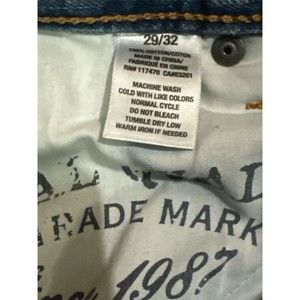 29/32
100% COTTON/COTON
MADE IN CHINA/
FABRIQUÉ EN CHINE
RN# 117476 CA#63201
MACHINE WASH
COLD WITH LIKE COLORS
NORMAL CYCLE
DO NOT BLEACH
TUMBLE DRY LOW
WARM IRON IF NEEDED
TRADE MARK
1987